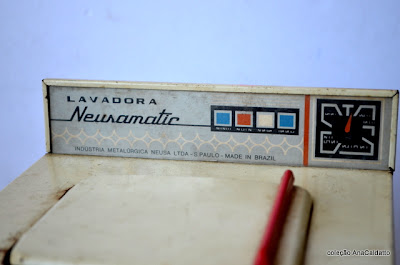 LAVADORA
Neusamatic
INDUSTRIA METALÚRGICA NEUSA LTDA - S PAULO - MADE IN BRAZIL
coleção AnaCaldatto